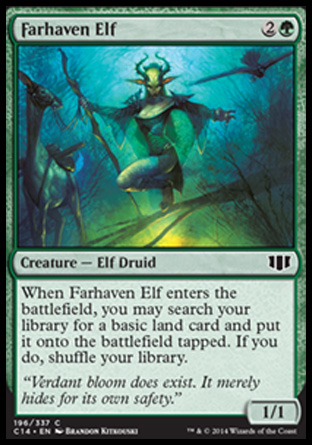 Farhaven Elf 2
Creature — Elf Druid
When Farhaven Elf enters the
battlefield, you may search your
library for a basic land card and put
it onto the battlefield tapped. If you
do, shuffle your library.
"Verdant bloom does exist. It merely
hides for its own safety."
1/1
196/337 C
C14 • EN Brandon Kitkouski
™ & © 2014 Wizards of the Coast